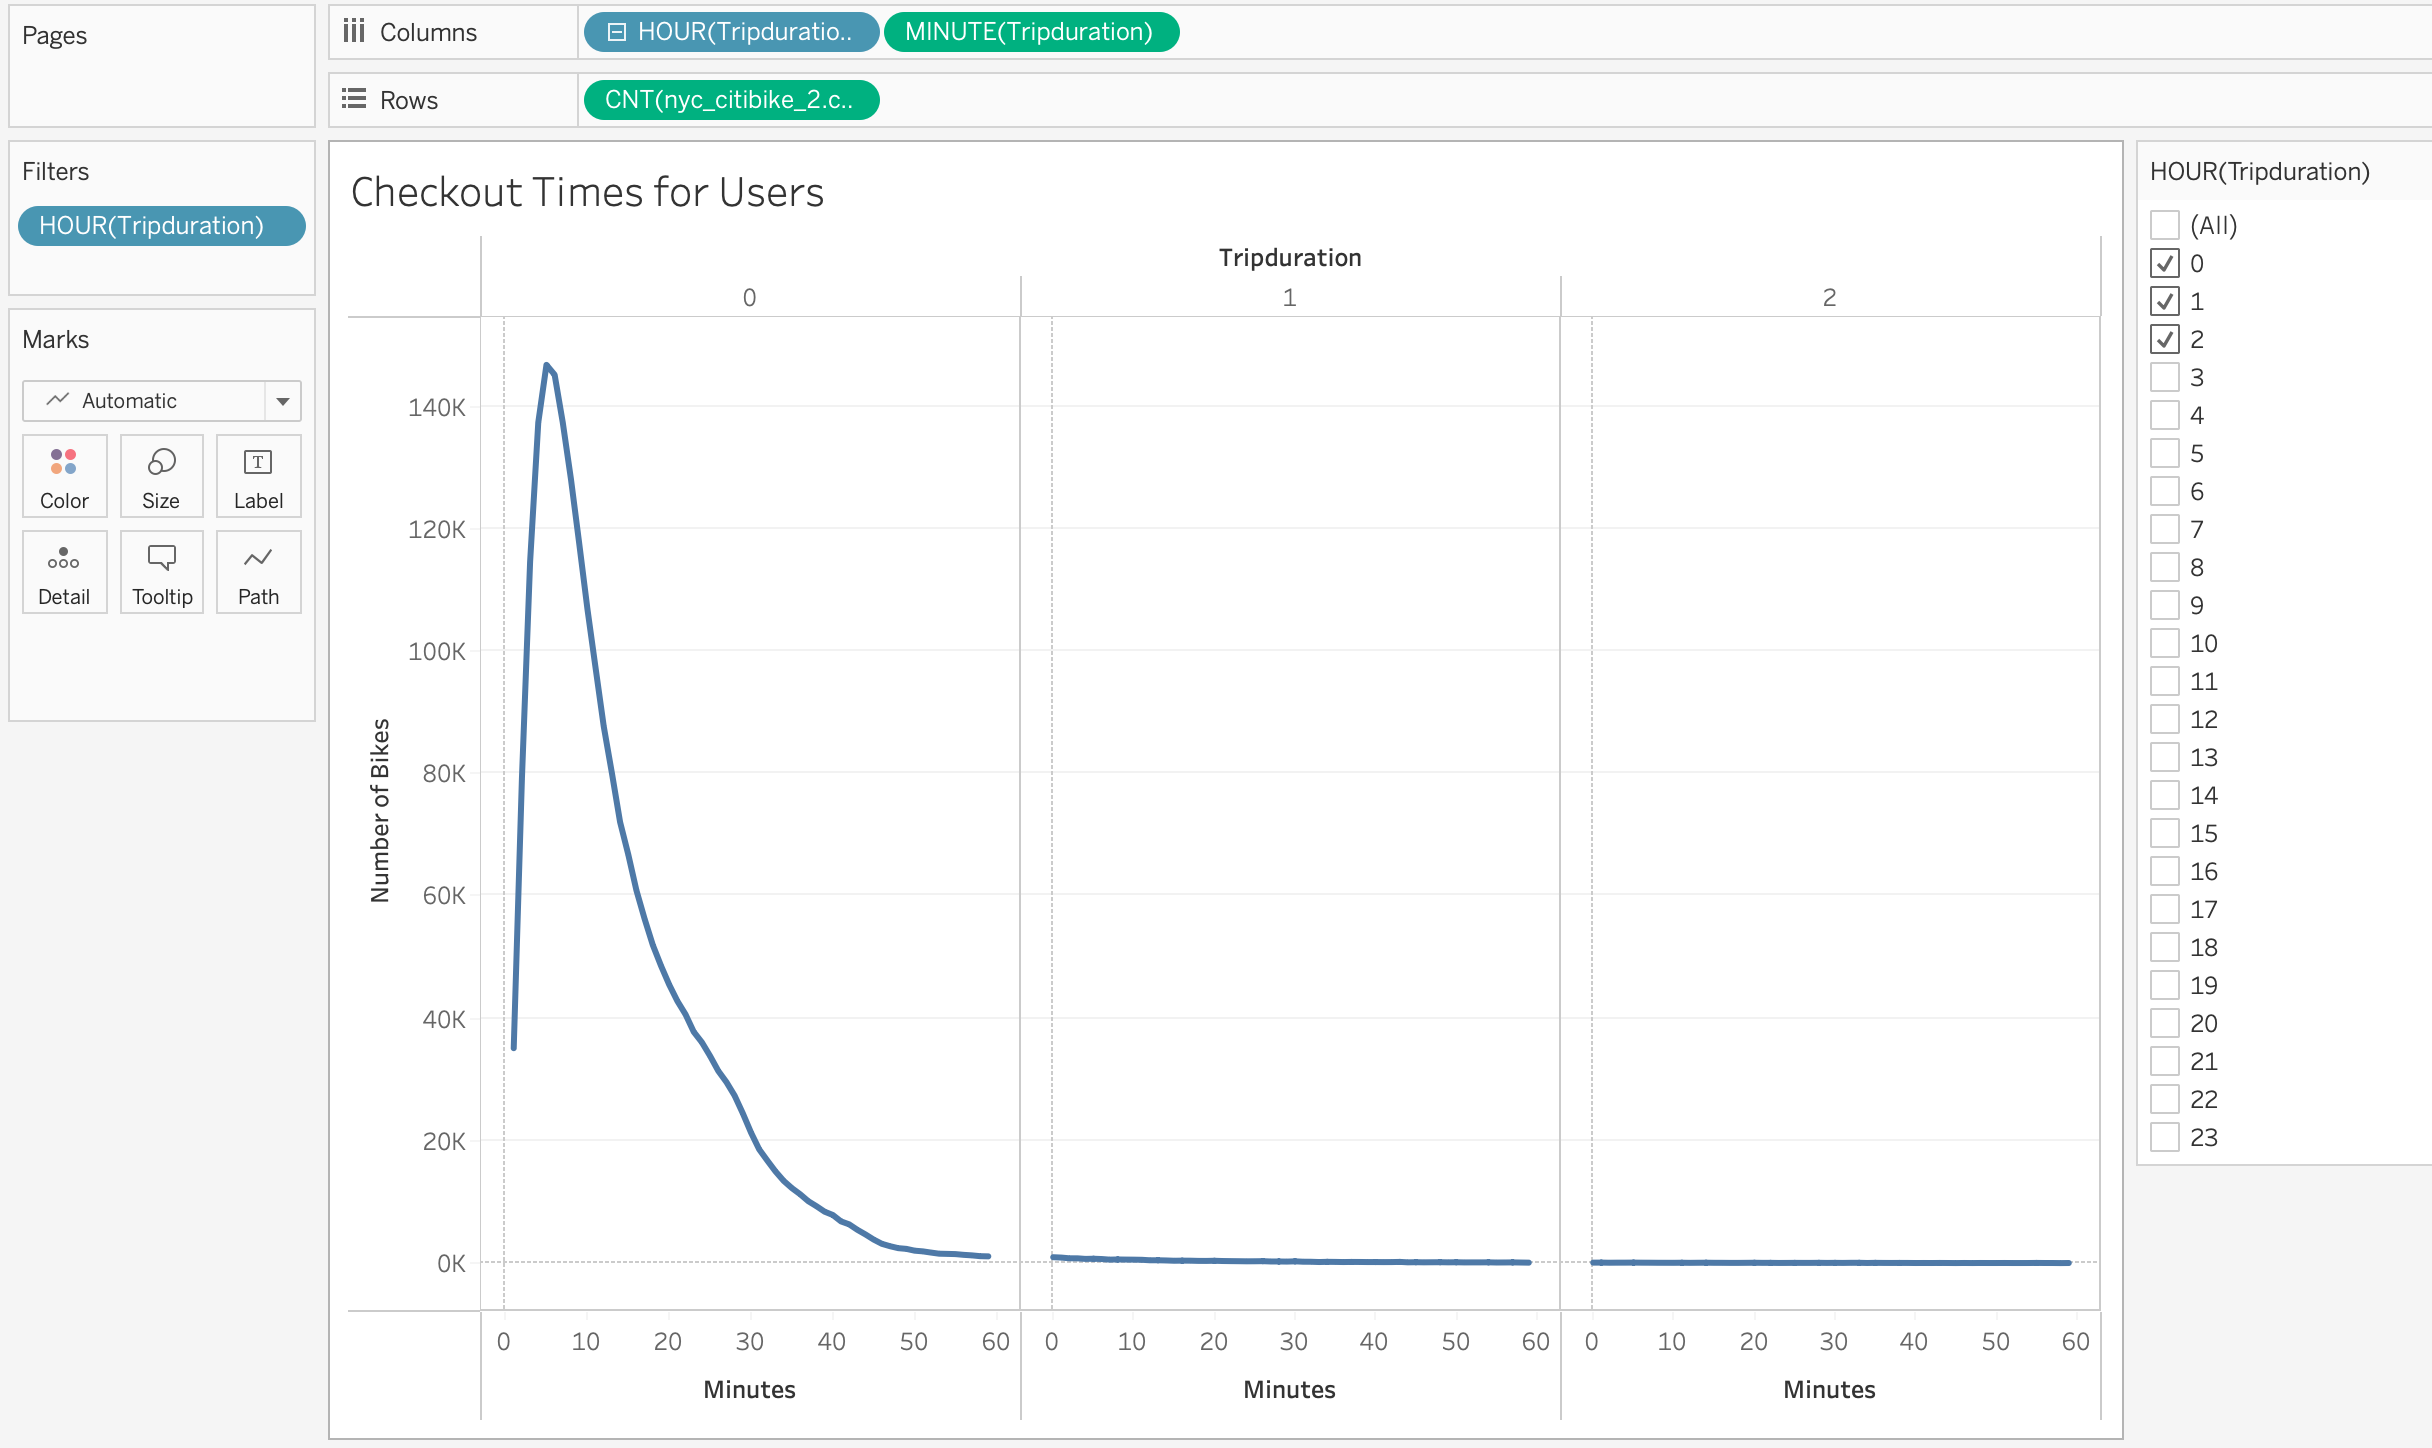 Pages
Columns
HOUR(Tripduratio..
MINUTE(Tripduration)
Rows
CNT(nyc_citibike_2.c..
Filters
HOUR(Tripduration)
Marks
Automatic
Color
Size
Label
Detail
Tooltip
Path
Checkout Times for Users
Tripduration
0 1 2
Number of Bikes
140K
120K
100K
80K
60K
40K
20K
0K
0 10 20 30 40 50 60 0 10 20 30 40 50 60 0 10 20 30 40 50 60
Minutes Minutes Minutes
HOUR(Tripduration)
(All)
0
1
2
3
4
5
6
7
8
9
10
11
12
13
14
15
16
17
18
19
20
21
22
23